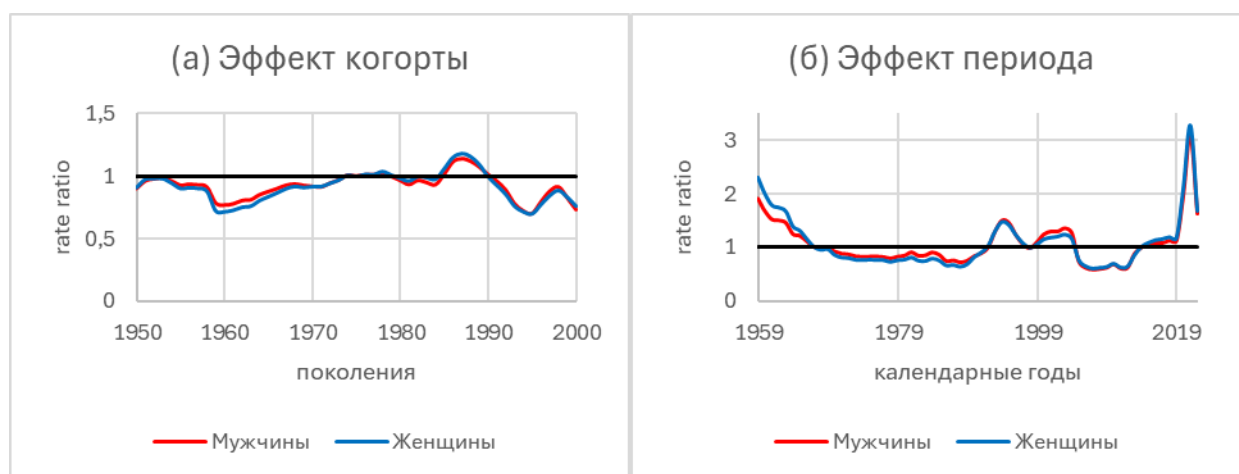 (а) Эффект когорты
1,5
1
0,5
0
rate ratio
1950 1960 1970 1980 1990 2000
поколения
Мужчины Женщины
(б) Эффект периода
3
2
1
0
rate ratio
1959 1979 1999 2019
календарные годы
Мужчины Женщины